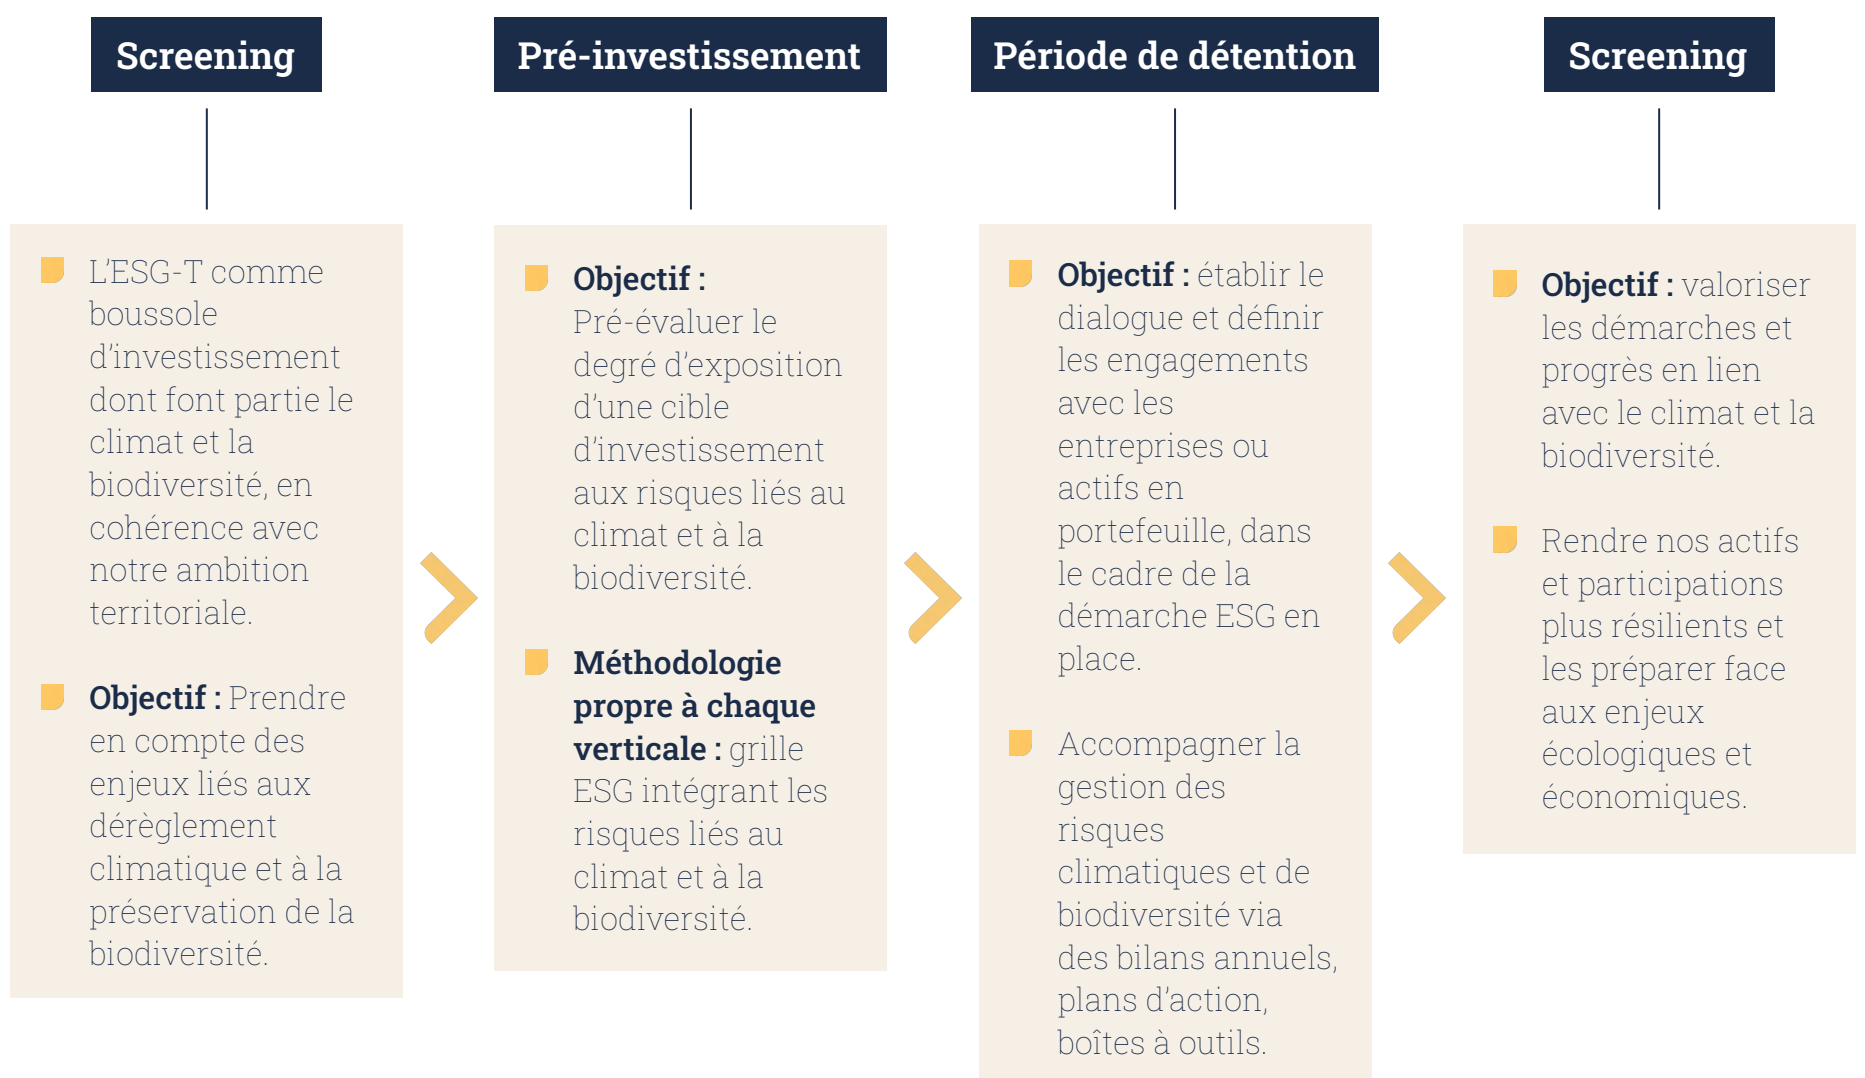 Screening
L'ESG-T comme
boussole
d'investissement
dont font partie le
climat et la
biodiversité, en
cohérence avec
notre ambition
territoriale.
Objectif : Prendre
en compte des
enjeux liés aux
dérèglement
climatique et à la
préservation de la
biodiversité.
Pré-investissement
Objectif :
Pré-évaluer le
degré d'exposition
d'une cible
d'investissement
aux risques liés au
climat et à la
biodiversité.
Méthodologie
propre à chaque
verticale : grille
ESG intégrant les
risques liés au
climat et à la
biodiversité.
Période de détention
Objectif : établir le
dialogue et définir
les engagements
avec les
entreprises ou
actifs en
portefeuille, dans
le cadre de la
démarche ESG en
place.
Accompagner la
gestion des
risques
climatiques et de
biodiversité via
des bilans annuels,
plans d'action,
boîtes à outils.
Screening
Objectif : valoriser
les démarches et
progrès en lien
avec le climat et la
biodiversité.
Rendre nos actifs
et participations
plus résilients et
les préparer face
aux enjeux
écologiques et
économiques.